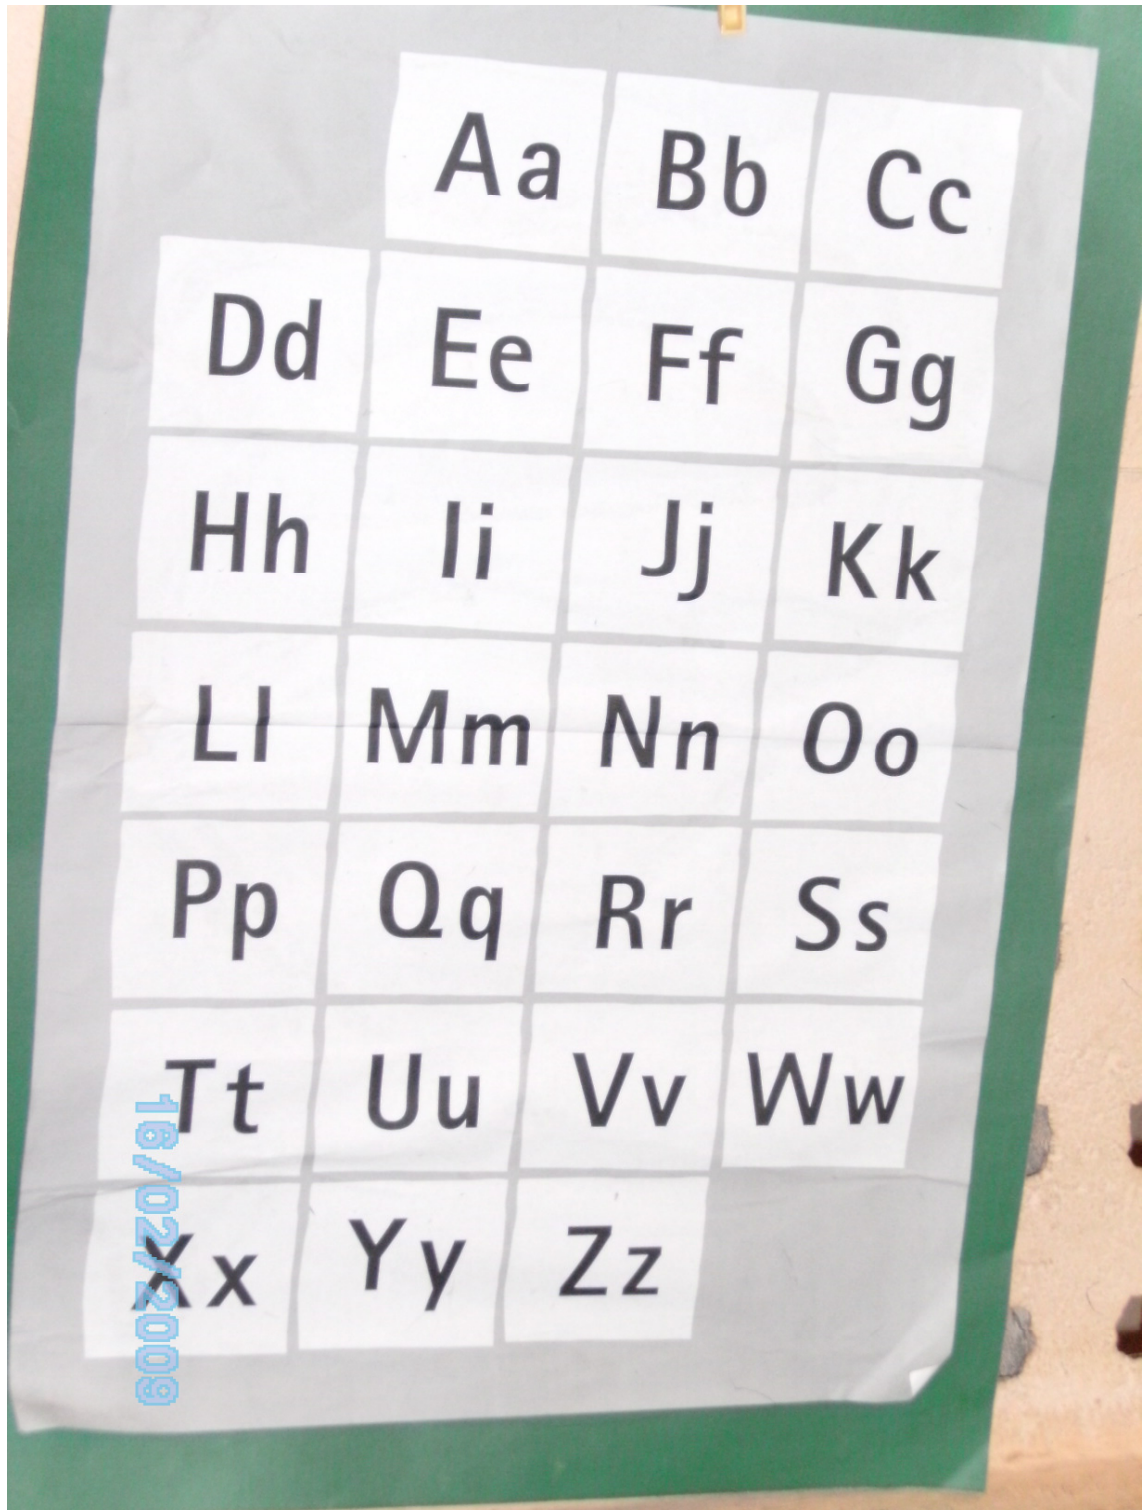 Aa Bb Cc
Dd Ee Ff Gg
Hh Ii Jj Kk
Ll Mm Nn Oo
Pp Qq Rr Ss
Tt Uu Vv Ww
Xx Yy Zz
16/02/2009